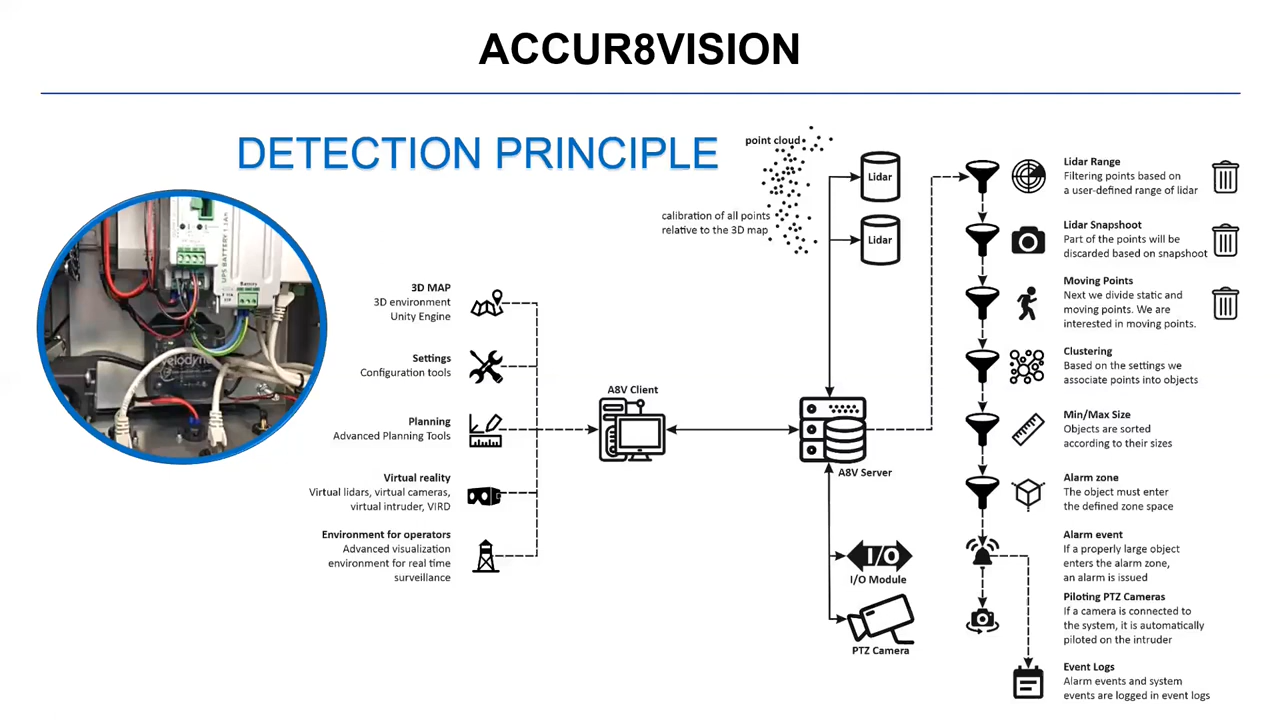 ACCUR8VISION
DETECTION PRINCIPLE
point cloud
calibration of all points
relative to the 3D map
Lidar
Lidar
UPS BATTERY
Battery
velodyne
3D MAP
3D environment
Unity Engine
Settings
Configuration tools
Planning
Advanced Planning Tools
Virtual reality
Virtual lidars, virtual cameras,
virtual intruder, VIRD
Environment for operators
Advanced visualization
environment for real time
surveillance
A8V Client
A8V Server
I/O
I/O Module
PTZ Camera
Lidar Range
Filtering points based on
a user-defined range of lidar
Lidar Snapshoot
Part of the points will be
discarded based on snapshoot
Moving Points
Next we divide static and
moving points. We are
interested in moving points.
Clustering
Based on the settings we
associate points into objects
Min/Max Size
Objects are sorted
according to their sizes
Alarm zone
The object must enter
the defined zone space
Alarm event
If a properly large object
enters the alarm zone,
an alarm is issued
Piloting PTZ Cameras
If a camera is connected to
the system, it is automatically
piloted on the intruder
Event Logs
Alarm events and system
events are logged in event logs